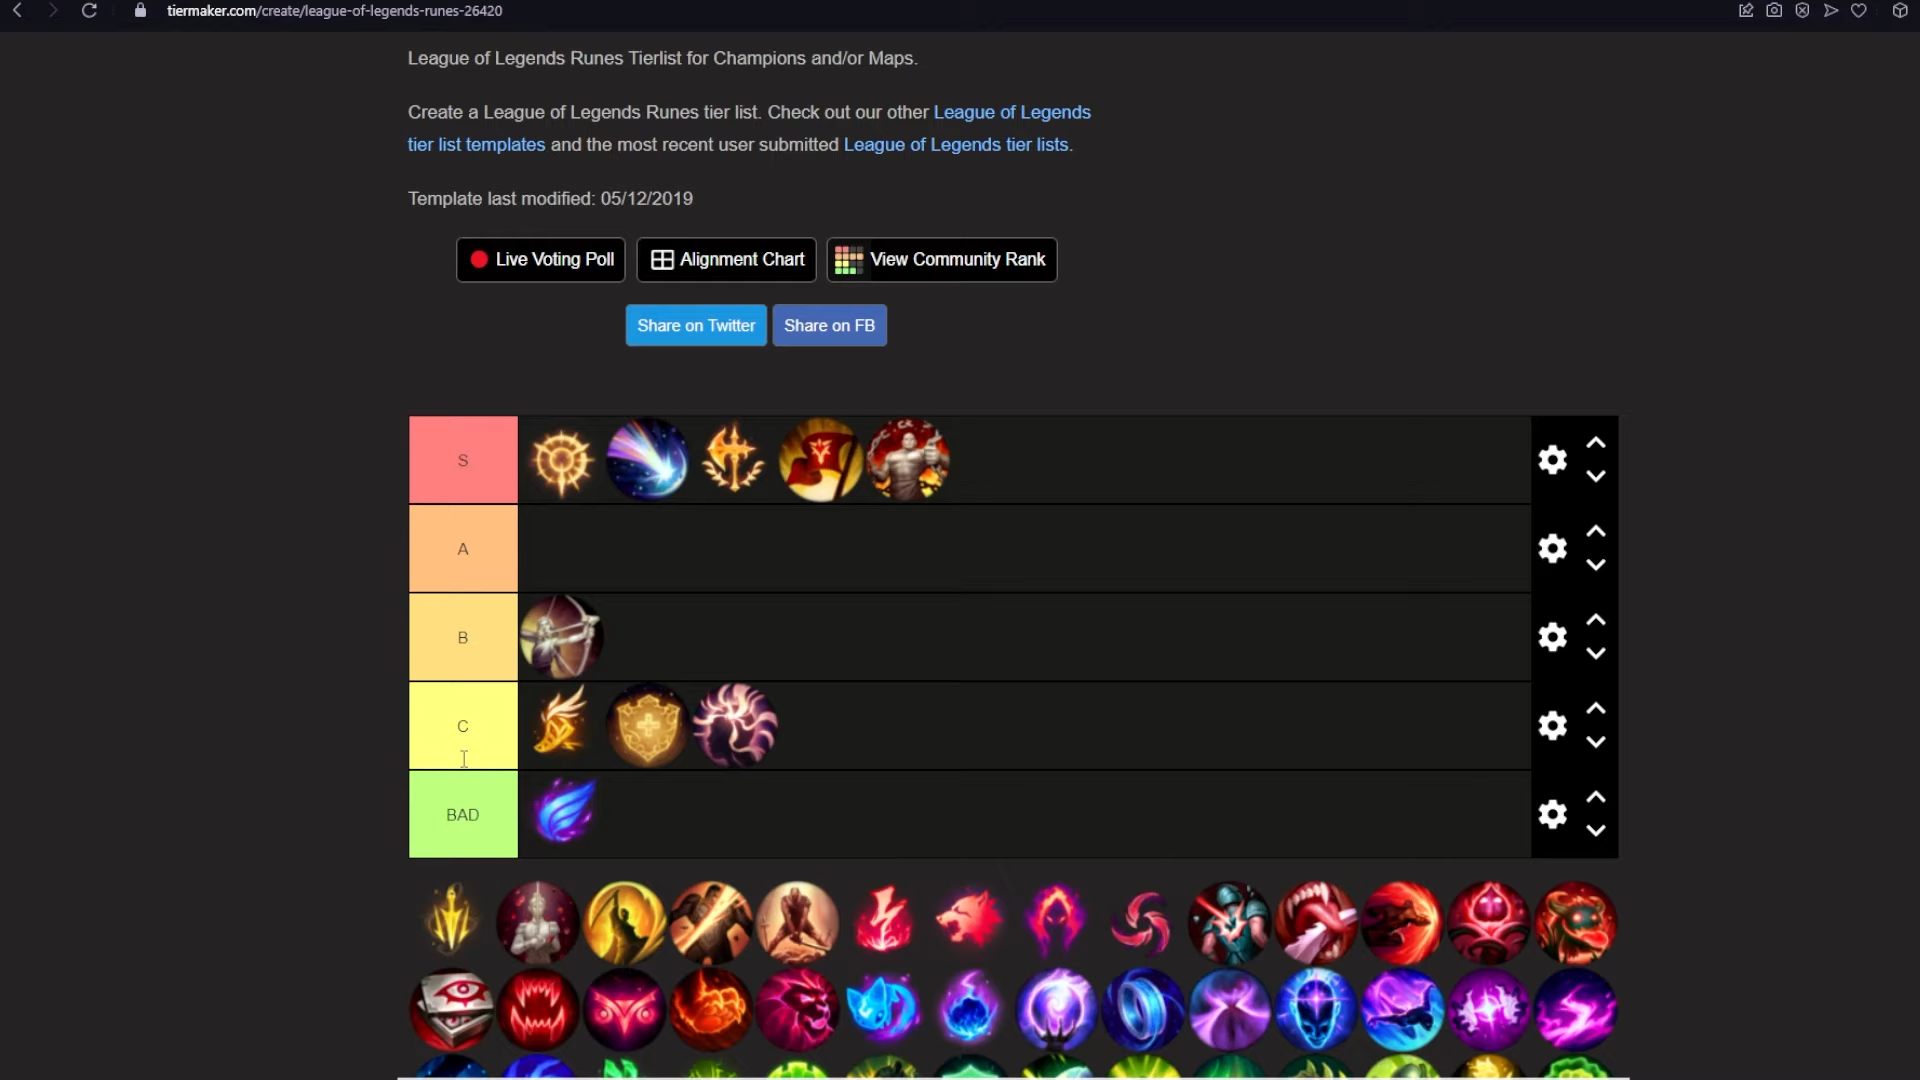 tiermaker.com/create/league-of-legends-runes-26420
League of Legends Runes Tierlist for Champions and/or Maps.
Create a League of Legends Runes tier list. Check out our other League of Legends
tier list templates and the most recent user submitted League of Legends tier lists.
Template last modified: 05/12/2019
Live Voting Poll
Alignment Chart
View Community Rank
Share on Twitter
Share on FB
S
A
B
C
BAD